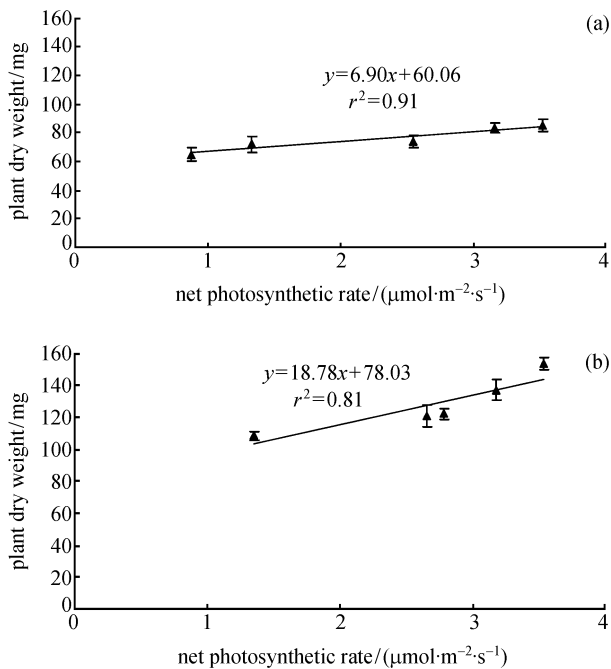 160
(a)
140
120
y=6.90x+60.06
100
r²=0.91
80
60
40
20
0
0
1
2
3
4
plant dry weight/mg
net photosynthetic rate/(μmol·m⁻²·s⁻¹)
160
(b)
140
y=18.78x+78.03
120
r²=0.81
100
80
60
40
20
0
0
1
2
3
4
plant dry weight/mg
net photosynthetic rate/(μmol·m⁻²·s⁻¹)